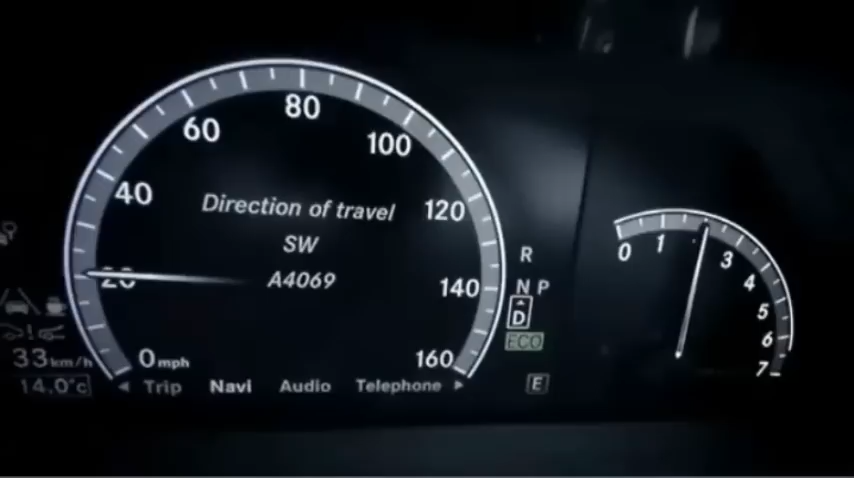 80
60
100
40
120
Direction of travel
SW
A4069
20
140
0 mph
160
33 km/h
14.0°c
Trip Navi Audio Telephone
R
N P
D
ECO
E
0
1
3
4
5
6
7